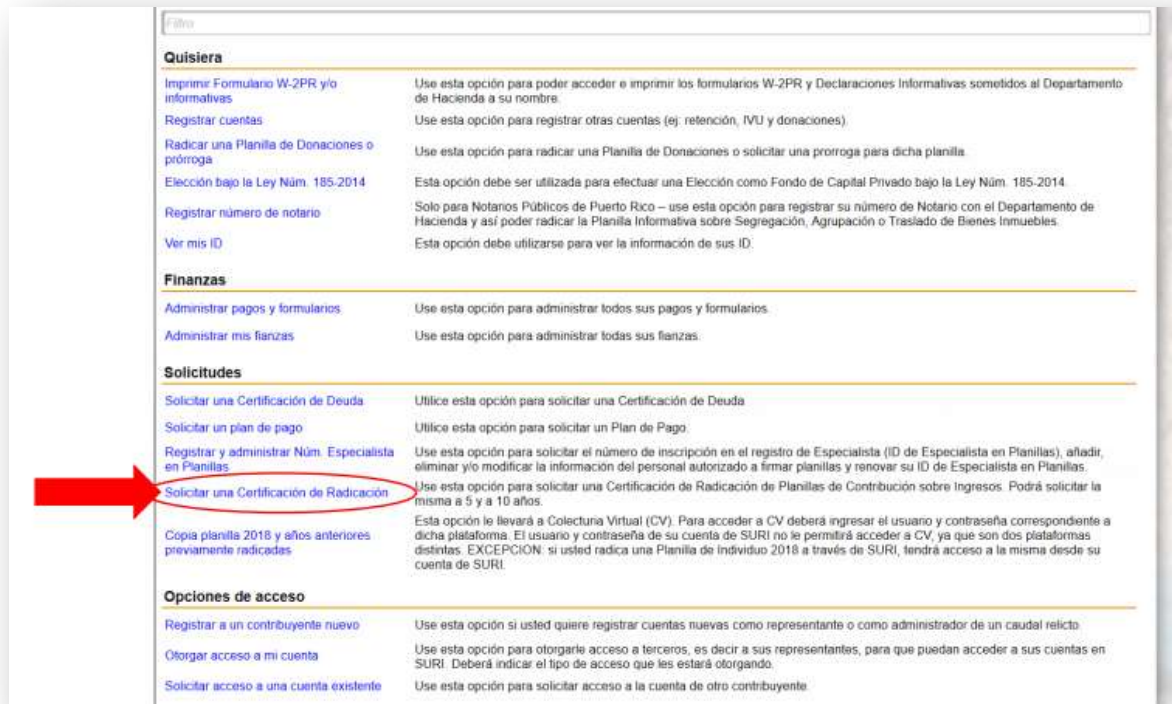 Filtro
Quisiera
Imprimir Formulario W-2PR y/o
informativas
Use esta opción para poder acceder e imprimir los formularios W-2PR y Declaraciones Informativas sometidos al Departamento
de Hacienda a su nombre.
Registrar cuentas
Use esta opción para registrar otras cuentas (ej: retención, IVU y donaciones).
Radicar una Planilla de Donaciones o
prórroga
Use esta opción para radicar una Planilla de Donaciones o solicitar una prorroga para dicha planilla.
Elección bajo la Ley Núm. 185-2014
Esta opción debe ser utilizada para efectuar una Elección como Fondo de Capital Privado bajo la Ley Núm. 185-2014.
Registrar número de notario
Solo para Notarios Públicos de Puerto Rico – use esta opción para registrar su número de Notario con el Departamento de
Hacienda y así poder radicar la Planilla Informativa sobre Segregación, Agrupación o Traslado de Bienes Inmuebles.
Ver mis ID
Esta opción debe utilizarse para ver la información de sus ID.
Finanzas
Administrar pagos y formularios
Use esta opción para administrar todos sus pagos y formularios.
Administrar mis fianzas
Use esta opción para administrar todas sus fianzas.
Solicitudes
Solicitar una Certificación de Deuda
Utilice esta opción para solicitar una Certificación de Deuda
Solicitar un plan de pago
Utilice esta opción para solicitar un Plan de Pago.
Registrar y administrar Núm. Especialista
en Planillas
Use esta opción para solicitar el número de inscripción en el registro de Especialista (ID de Especialista en Planillas), añadir,
eliminar y/o modificar la información del personal autorizado a firmar planillas y renovar su ID de Especialista en Planillas.
Solicitar una Certificación de Radicación
Use esta opción para solicitar una Certificación de Radicación de Planillas de Contribución sobre Ingresos. Podrá solicitar la
misma a 5 y a 10 años.
Copia planilla 2018 y años anteriores
previamente radicadas
Esta opción le llevará a Colecturia Virtual (CV). Para acceder a CV deberá ingresar el usuario y contraseña correspondiente a
dicha plataforma. El usuario y contraseña de su cuenta de SURI no le permitirá acceder a CV, ya que son dos plataformas
distintas. EXCEPCION: si usted radica una Planilla de Individuo 2018 a través de SURI, tendrá acceso a la misma desde su
cuenta de SURI.
Opciones de acceso
Registrar a un contribuyente nuevo
Use esta opción si usted quiere registrar cuentas nuevas como representante o como administrador de un caudal relicto.
Otorgar acceso a mi cuenta
Use esta opción para otorgarle acceso a terceros, es decir a sus representantes, para que puedan acceder a sus cuentas en
SURI. Deberá indicar el tipo de acceso que les estará otorgando.
Solicitar acceso a una cuenta existente
Use esta opción para solicitar acceso a la cuenta de otro contribuyente.